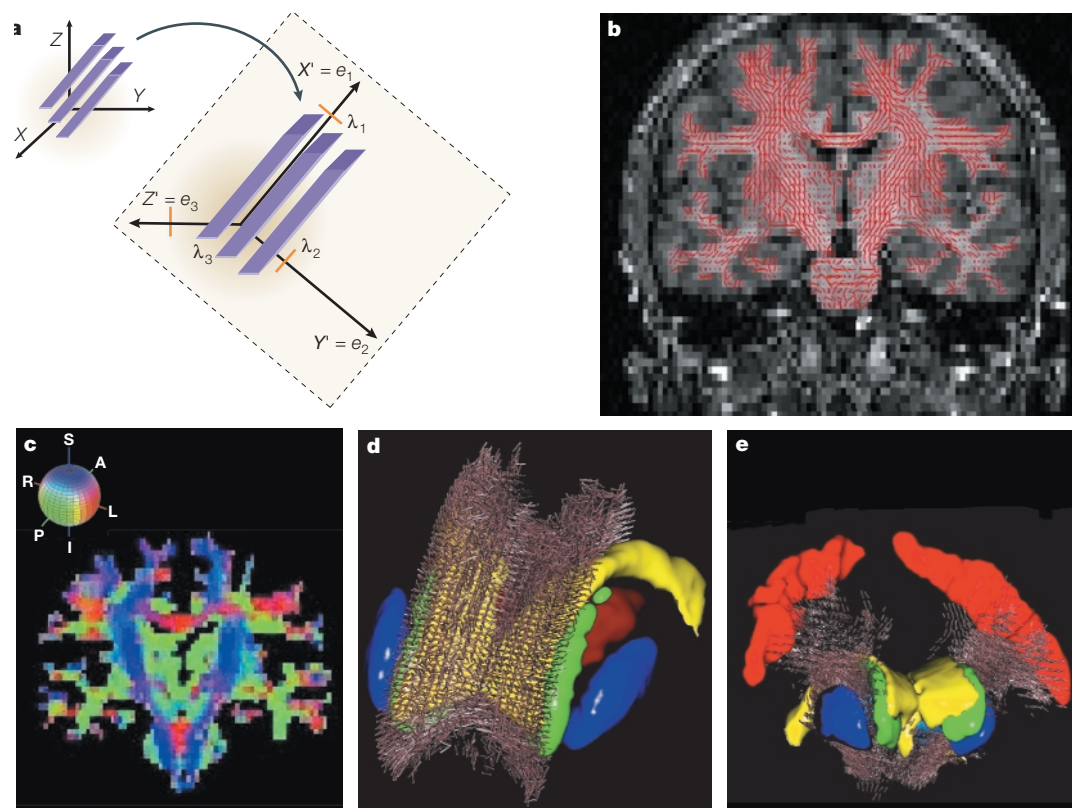 a
Z
Y
X
X' = e1
λ1
Z' = e3
λ3
λ2
Y' = e2
b
c
S
A
R
L
P
I
d
e